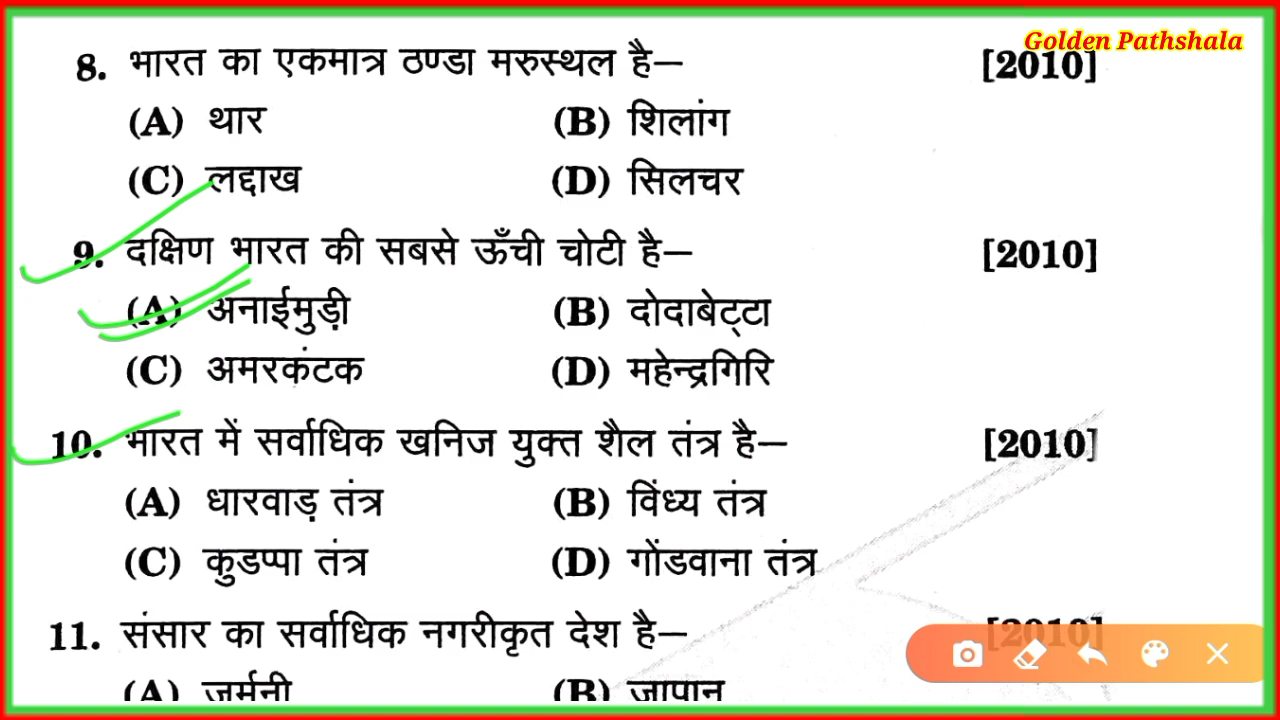 Golden Pathshala
8. भारत का एकमात्र ठण्डा मरुस्थल है— [2010]
(A) थार (B) शिलांग
(C) लद्दाख (D) सिलचर
9. दक्षिण भारत की सबसे ऊँची चोटी है— [2010]
(A) अनाईमुड़ी (B) दोदाबेट्टा
(C) अमरकंटक (D) महेन्द्रगिरि
10. भारत में सर्वाधिक खनिज युक्त शैल तंत्र है— [2010]
(A) धारवाड़ तंत्र (B) विंध्य तंत्र
(C) कुडप्पा तंत्र (D) गोंडवाना तंत्र
11. संसार का सर्वाधिक नगरीकृत देश है— [2010]
(A) जर्मनी (B) जापान